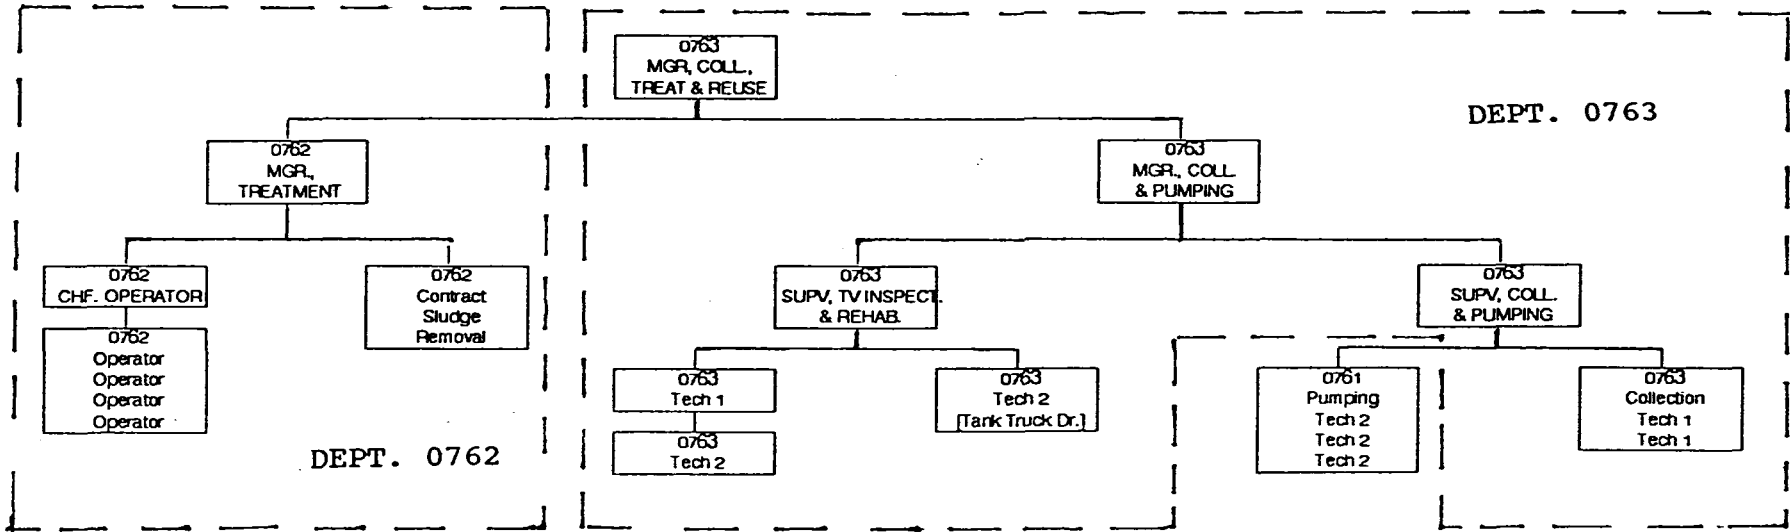 0763
MGR, COLL.,
TREAT & REUSE
DEPT. 0763
0762
MGR.,
TREATMENT
0763
MGR., COLL.
& PUMPING
0762
CHF. OPERATOR
0762
Contract
Sludge
Removal
0763
SUPV, TV INSPECT.
& REHAB.
0763
SUPV, COLL.
& PUMPING
0762
Operator
Operator
Operator
Operator
0763
Tech 1
0763
Tech 2
0763
Tech 2
[Tank Truck Dr.]
0761
Pumping
Tech 2
Tech 2
Tech 2
0763
Collection
Tech 1
Tech 1
DEPT. 0762